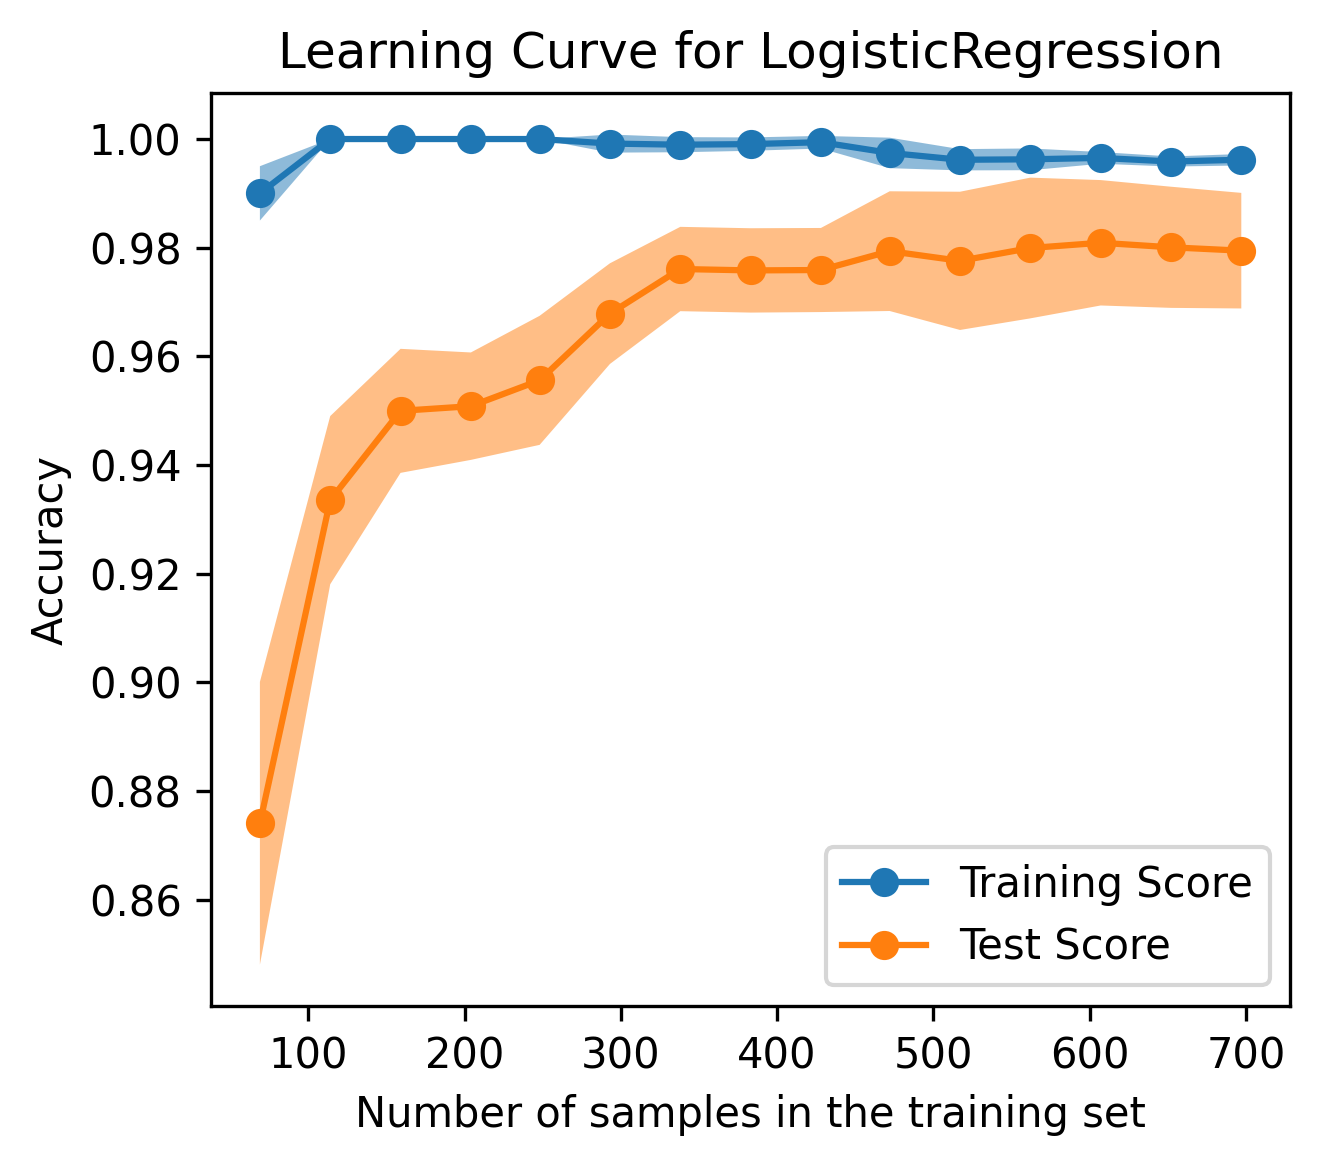 Learning Curve for LogisticRegression
1.00
0.98
0.96
0.94
0.92
0.90
0.88
0.86
Accuracy
Training Score
Test Score
100 200 300 400 500 600 700
Number of samples in the training set